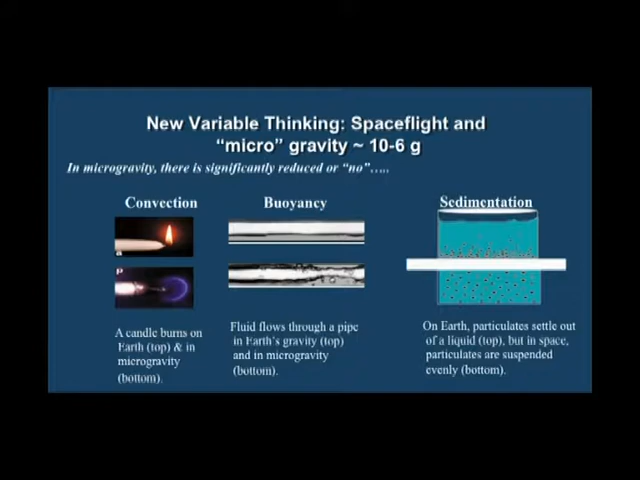 New Variable Thinking: Spaceflight and
“micro” gravity ~ 10-6 g
In microgravity, there is significantly reduced or “no”…..
Convection
Buoyancy
Sedimentation
A candle burns on
Earth (top) & in
microgravity
(bottom).
Fluid flows through a pipe
in Earth's gravity (top)
and in microgravity
(bottom).
On Earth, particulates settle out
of a liquid (top), but in space,
particulates are suspended
evenly (bottom).